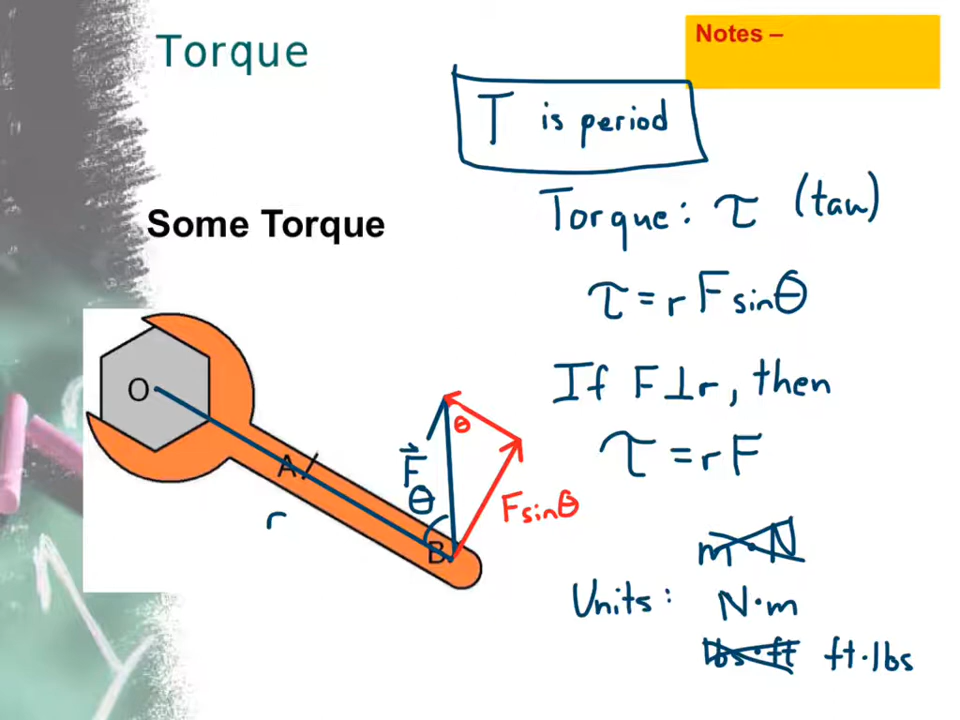 Torque
Notes –
T is period
Torque: τ (tau)
Some Torque
τ = r F sinθ
If F ⊥ r, then
τ = r F
O
A
B
r
F⃗
θ
θ
F sinθ
m·N
Units: N·m
lbs·ft ft·lbs